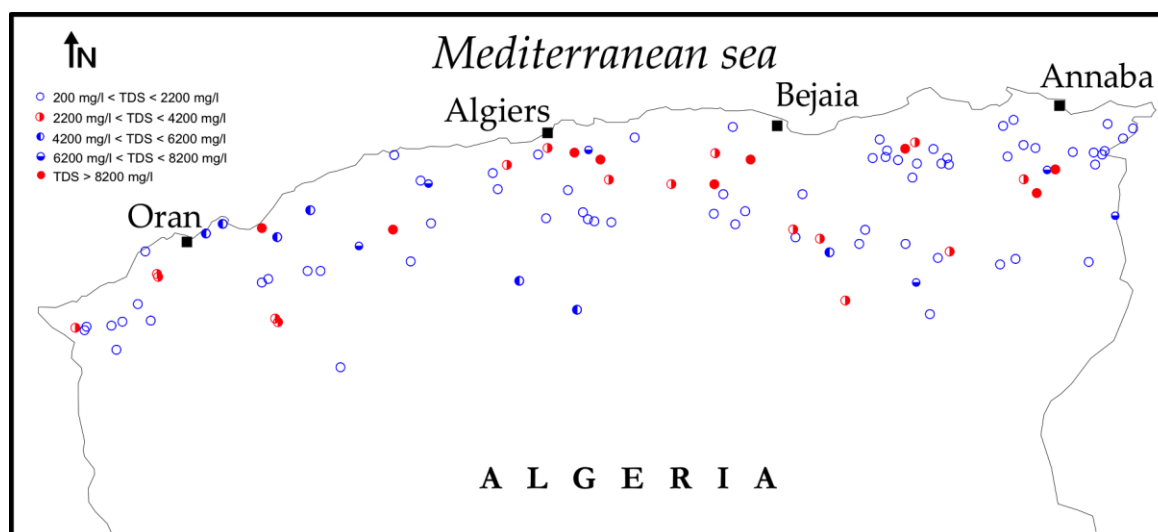 Mediterranean sea
N
Annaba
Bejaia
Algiers
200 mg/l < TDS < 2200 mg/l
2200 mg/l < TDS < 4200 mg/l
4200 mg/l < TDS < 6200 mg/l
6200 mg/l < TDS < 8200 mg/l
TDS > 8200 mg/l
Oran
A L G E R I A